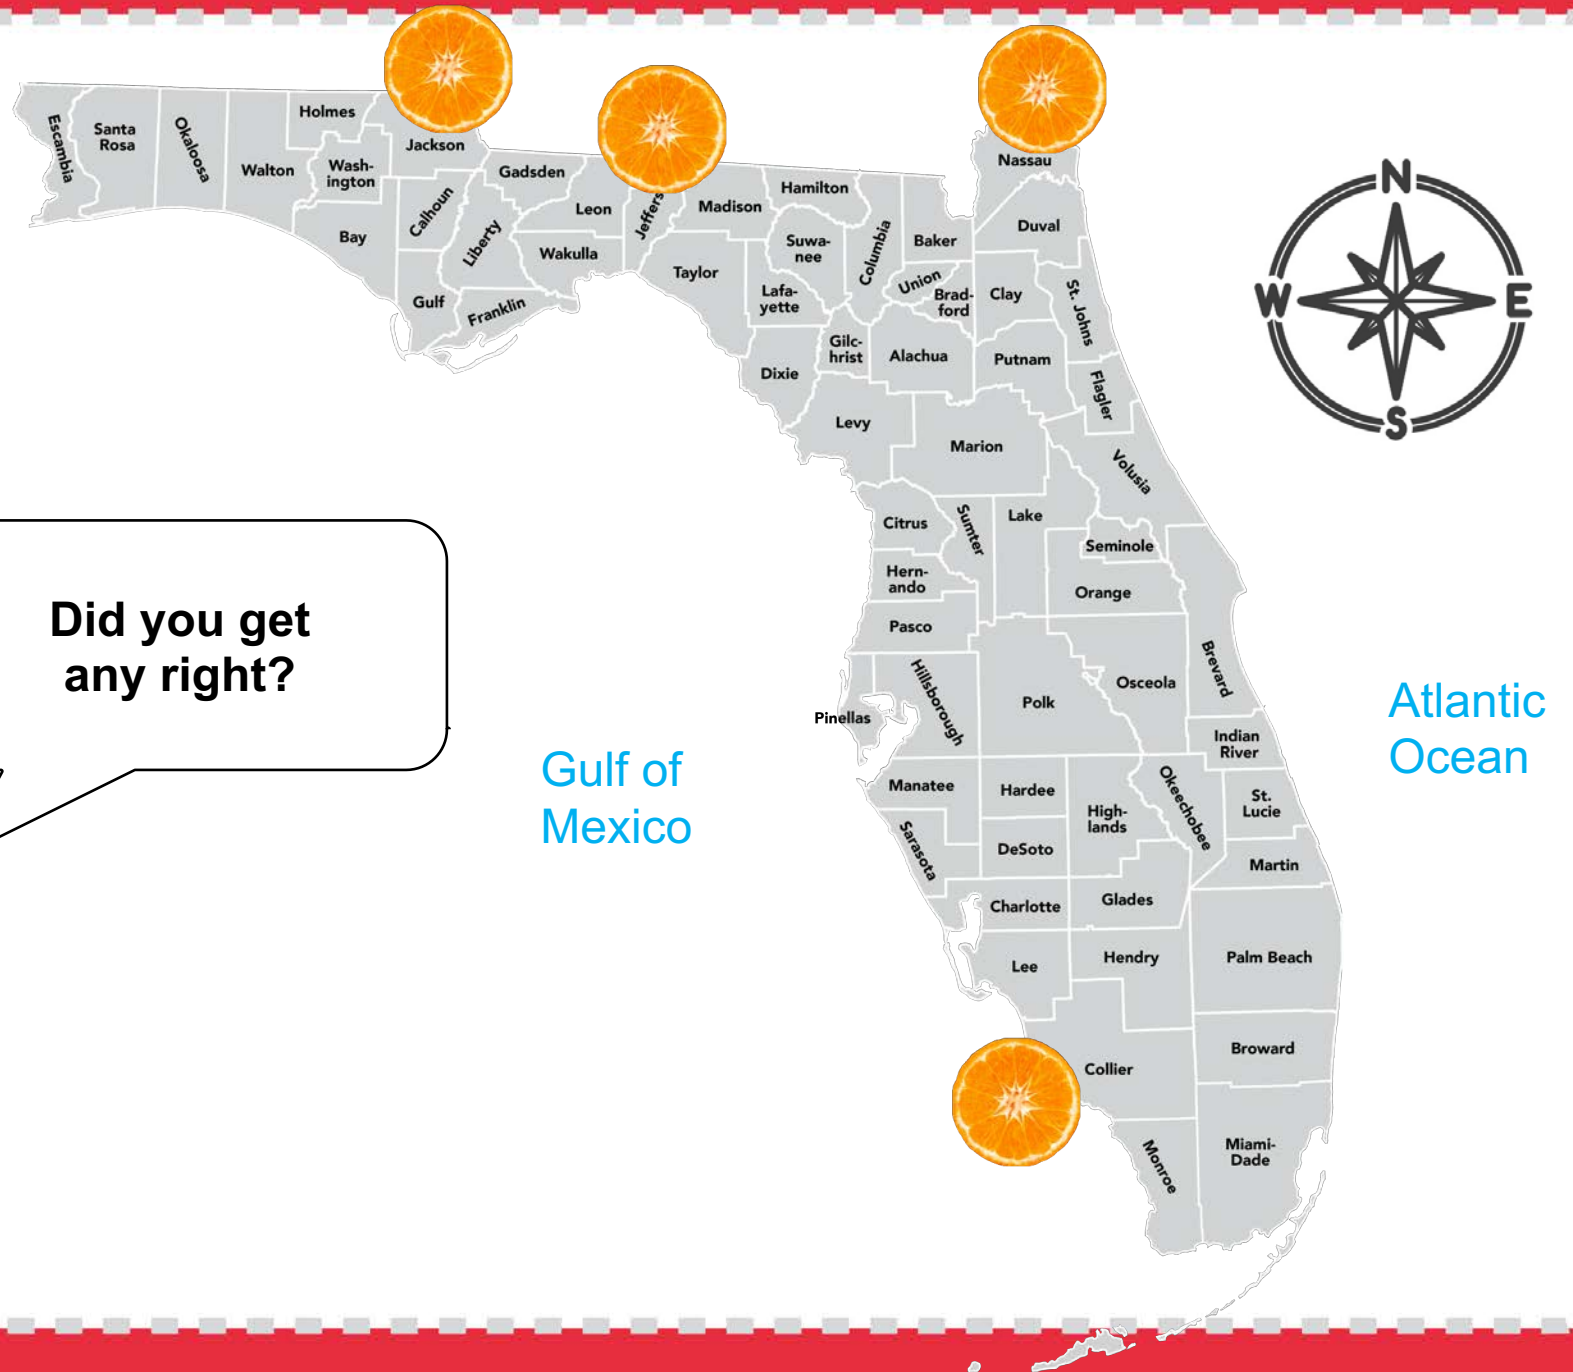 Escambia
Santa
Rosa
Okaloosa
Walton
Holmes
Wash-
ington
Jackson
Bay
Calhoun
Gulf
Liberty
Gadsden
Franklin
Leon
Wakulla
Jeffers
Madison
Taylor
Hamilton
Suwa-
nee
Lafa-
yette
Dixie
Columbia
Gilc-
hrist
Baker
Union
Brad-
ford
Alachua
Levy
Nassau
Duval
Clay
St. Johns
Putnam
Flagler
Marion
Volusia
N
W
E
S
Citrus
Sumter
Lake
Seminole
Orange
Hern-
ando
Pasco
Pinellas
Hillsborough
Polk
Osceola
Brevard
Indian
River
Did you get
any right?
Gulf of
Mexico
Atlantic
Ocean
Manatee
Hardee
High-
lands
Okeechobee
St.
Lucie
Sarasota
DeSoto
Martin
Charlotte
Glades
Lee
Hendry
Palm Beach
Collier
Broward
Monroe
Miami-
Dade